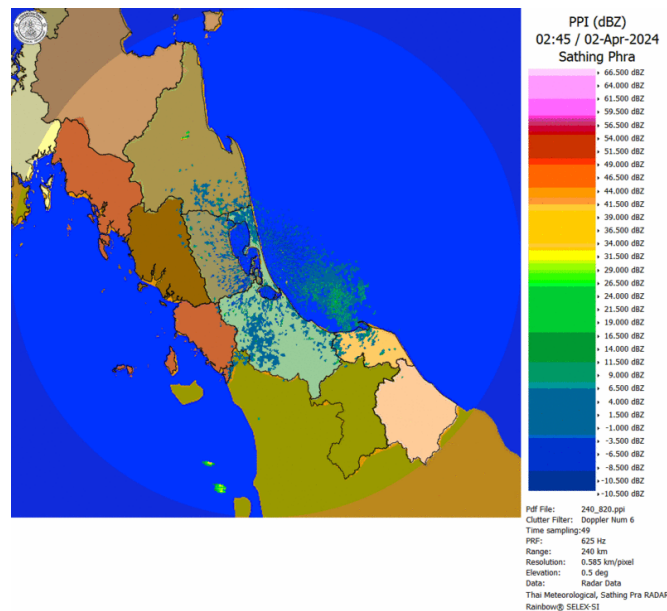 PPI (dBZ)
02:45 / 02-Apr-2024
Sathing Phra
66.500 dBZ
64.000 dBZ
61.500 dBZ
59.000 dBZ
56.500 dBZ
54.000 dBZ
51.500 dBZ
49.000 dBZ
46.500 dBZ
44.000 dBZ
41.500 dBZ
39.000 dBZ
36.500 dBZ
34.000 dBZ
31.500 dBZ
29.000 dBZ
26.500 dBZ
24.000 dBZ
21.500 dBZ
19.000 dBZ
16.500 dBZ
14.000 dBZ
11.500 dBZ
9.000 dBZ
6.500 dBZ
4.000 dBZ
1.500 dBZ
-1.000 dBZ
-3.500 dBZ
-6.500 dBZ
-8.500 dBZ
-10.500 dBZ
-10.500 dBZ
Pdf File: 240_820.ppi
Clutter Filter: Doppler Num 6
Time sampling:49
PRF: 625 Hz
Range: 240 km
Resolution: 0.585 km/pixel
Elevation: 0.5 deg
Data: Radar Data
Thai Meteorological, Sathing Pra RADAR
Rainbow® SELEX-SI